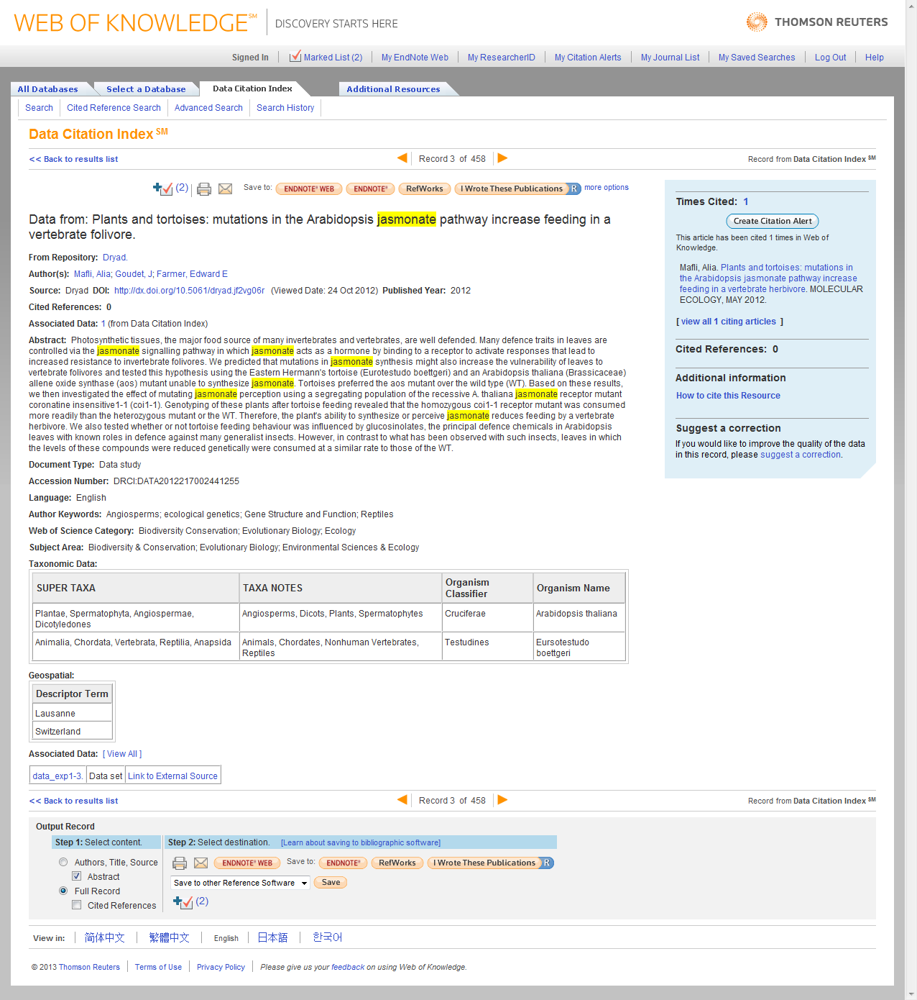 WEB OF KNOWLEDGE SM DISCOVERY STARTS HERE THOMSON REUTERS
Signed In Marked List (2) My EndNote Web My ResearcherID My Citation Alerts My Journal List My Saved Searches Log Out Help
All Databases Select a Database Data Citation Index Additional Resources
Search Cited Reference Search Advanced Search Search History
Data Citation Index SM
<< Back to results list Record 3 of 458 Record from Data Citation Index SM
(2) Save to: ENDNOTE® WEB ENDNOTE® RefWorks I Wrote These Publications R more options
Data from: Plants and tortoises: mutations in the Arabidopsis jasmonate pathway increase feeding in a
vertebrate folivore.
From Repository: Dryad.
Author(s): Mafli, Alia; Goudet, J; Farmer, Edward E
Source: Dryad DOI: http://dx.doi.org/10.5061/dryad.jf2vg06r (Viewed Date: 24 Oct 2012) Published Year: 2012
Cited References: 0
Associated Data: 1 (from Data Citation Index)
Abstract: Photosynthetic tissues, the major food source of many invertebrates and vertebrates, are well defended. Many defence traits in leaves are
controlled via the jasmonate signalling pathway in which jasmonate acts as a hormone by binding to a receptor to activate responses that lead to
increased resistance to invertebrate folivores. We predicted that mutations in jasmonate synthesis might also increase the vulnerability of leaves to
vertebrate folivores and tested this hypothesis using the Eastern Hermann's tortoise (Eurotestudo boettgeri) and an Arabidopsis thaliana (Brassicaceae)
allene oxide synthase (aos) mutant unable to synthesize jasmonate. Tortoises preferred the aos mutant over the wild type (WT). Based on these results,
we then investigated the effect of mutating jasmonate perception using a segregating population of the recessive A. thaliana jasmonate receptor mutant
coronatine insensitive1-1 (coi1-1). Genotyping of these plants after tortoise feeding revealed that the homozygous coi1-1 receptor mutant was consumed
more readily than the heterozygous mutant or the WT. Therefore, the plant's ability to synthesize or perceive jasmonate reduces feeding by a vertebrate
herbivore. We also tested whether or not tortoise feeding behaviour was influenced by glucosinolates, the principal defence chemicals in Arabidopsis
leaves with known roles in defence against many generalist insects. However, in contrast to what has been observed with such insects, leaves in which
the levels of these compounds were reduced genetically were consumed at a similar rate to those of the WT.
Document Type: Data study
Accession Number: DRCI:DATA2012217002441255
Language: English
Author Keywords: Angiosperms; ecological genetics; Gene Structure and Function; Reptiles
Web of Science Category: Biodiversity Conservation; Evolutionary Biology; Ecology
Subject Area: Biodiversity & Conservation; Evolutionary Biology; Environmental Sciences & Ecology
Taxonomic Data:
SUPER TAXA TAXA NOTES Organism Classifier Organism Name
Plantae, Spermatophyta, Angiospermae, Dicotyledones Angiosperms, Dicots, Plants, Spermatophytes Cruciferae Arabidopsis thaliana
Animalia, Chordata, Vertebrata, Reptilia, Anapsida Animals, Chordates, Nonhuman Vertebrates, Reptiles Testudines Eursotestudo boettgeri
Geospatial:
Descriptor Term
Lausanne
Switzerland
Associated Data: [ View All ]
data_exp1-3. Data set Link to External Source
Times Cited: 1
Create Citation Alert
This article has been cited 1 times in Web of
Knowledge.
Mafli, Alia. Plants and tortoises: mutations in
the Arabidopsis jasmonate pathway increase
feeding in a vertebrate herbivore. MOLECULAR
ECOLOGY, MAY 2012.
[ view all 1 citing articles ]
Cited References: 0
Additional information
How to cite this Resource
Suggest a correction
If you would like to improve the quality of the data
in this record, please suggest a correction.
<< Back to results list Record 3 of 458 Record from Data Citation Index SM
Output Record
Step 1: Select content. Step 2: Select destination. [Learn about saving to bibliographic software]
Authors, Title, Source ENDNOTE® WEB Save to: ENDNOTE® RefWorks I Wrote These Publications R
Abstract Save to other Reference Software Save
Full Record
Cited References (2)
View in: 简体中文 繁體中文 English 日本語 한국어
© 2013 Thomson Reuters Terms of Use Privacy Policy Please give us your feedback on using Web of Knowledge.